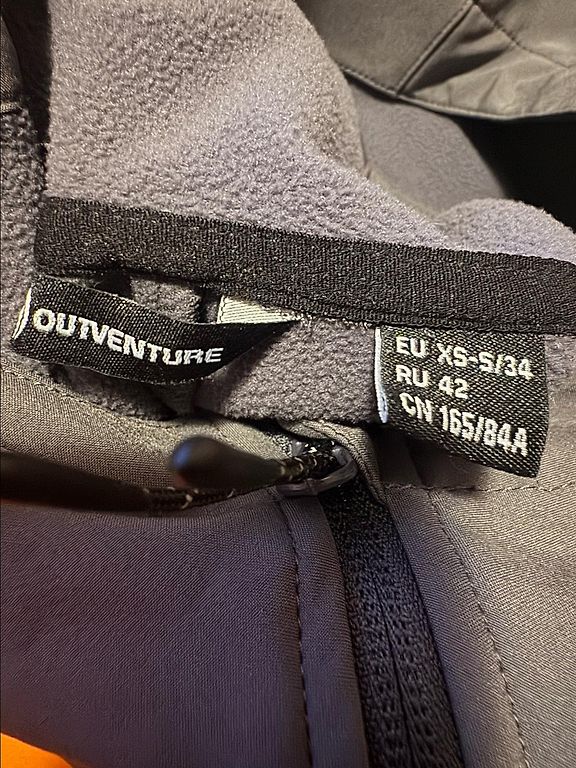 OUTVENTURE
EU XS-S/34
RU 42
CN 165/84A